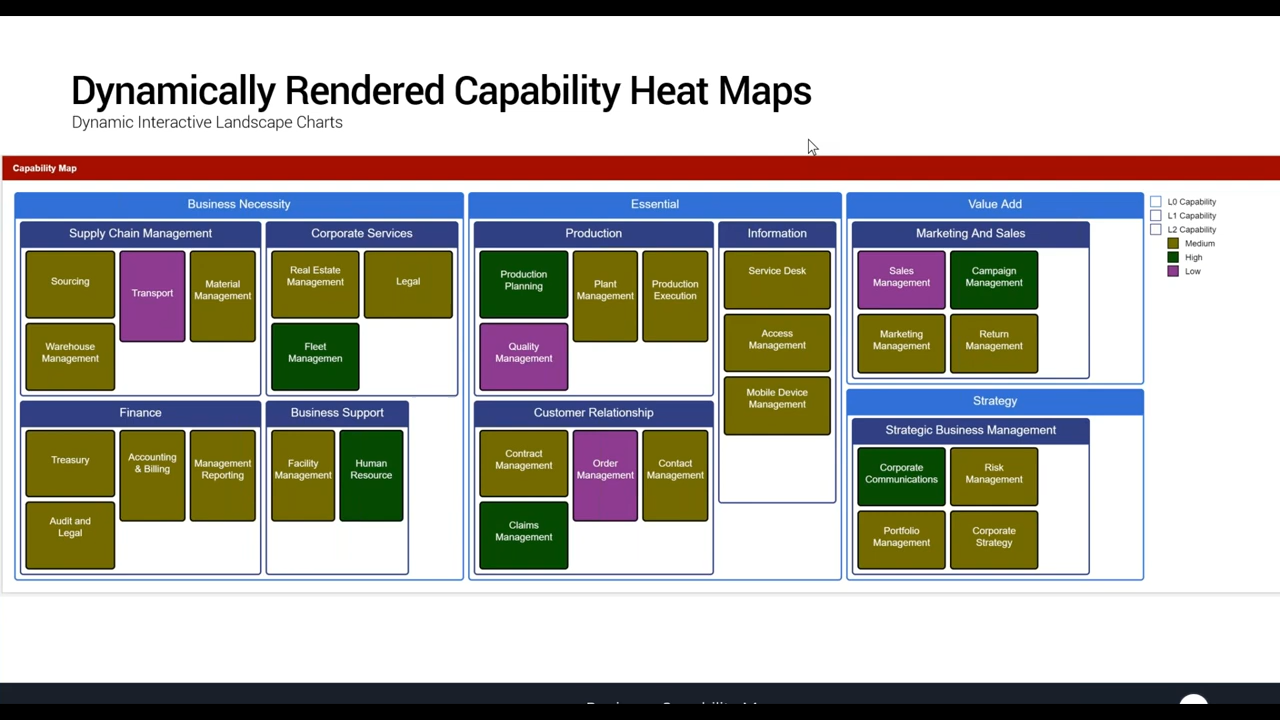 Dynamically Rendered Capability Heat Maps
Dynamic Interactive Landscape Charts
Capability Map
Business Necessity
Supply Chain Management
Sourcing
Transport
Material
Management
Warehouse
Management
Corporate Services
Real Estate
Management
Legal
Fleet
Managemen
Finance
Treasury
Accounting
& Billing
Management
Reporting
Audit and
Legal
Business Support
Facility
Management
Human
Resource
Essential
Production
Production
Planning
Plant
Management
Production
Execution
Quality
Management
Information
Service Desk
Access
Management
Mobile Device
Management
Customer Relationship
Contract
Management
Order
Management
Contact
Management
Claims
Management
Value Add
Marketing And Sales
Sales
Management
Campaign
Management
Marketing
Management
Return
Management
Strategy
Strategic Business Management
Corporate
Communications
Risk
Management
Portfolio
Management
Corporate
Strategy
L0 Capability
L1 Capability
L2 Capability
Medium
High
Low